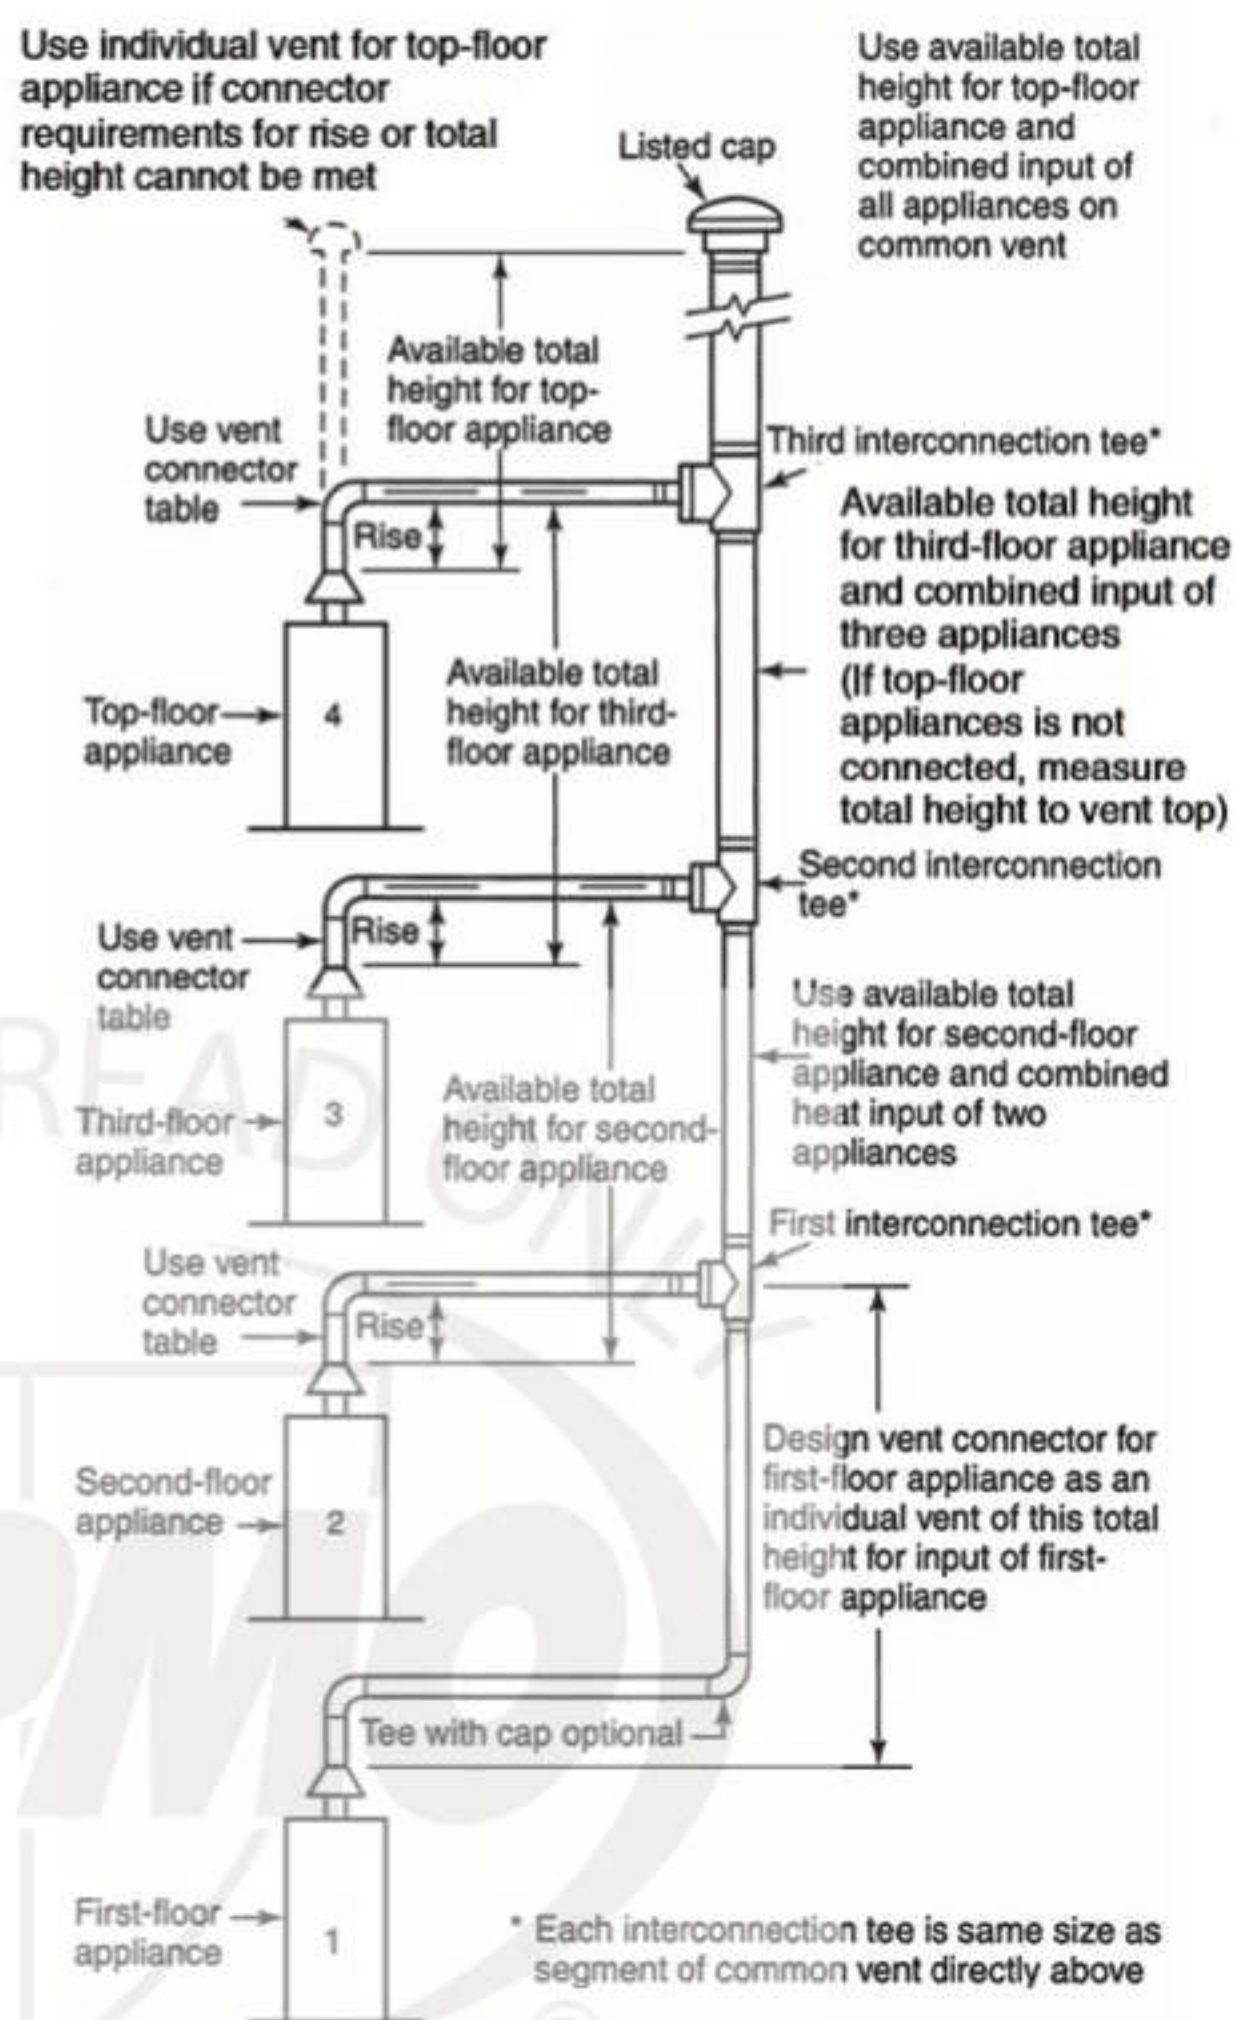 Use individual vent for top-floor
appliance if connector
requirements for rise or total
height cannot be met
Listed cap
Use available total
height for top-floor
appliance and
combined input of
all appliances on
common vent
Available total
height for top-
floor appliance
Use vent
connector
table
Rise
Third interconnection tee*
Available total height
for third-floor appliance
and combined input of
three appliances
(If top-floor
appliances is not
connected, measure
total height to vent top)
Top-floor
appliance
4
Available total
height for third-
floor appliance
Second interconnection
tee*
Use vent
connector
table
Rise
Use available total
height for second-floor
appliance and combined
heat input of two
appliances
Third-floor
appliance
3
Available total
height for second-
floor appliance
First interconnection tee*
Use vent
connector
table
Rise
Design vent connector for
first-floor appliance as an
individual vent of this total
height for input of first-
floor appliance
Second-floor
appliance
2
Tee with cap optional
First-floor
appliance
1
* Each interconnection tee is same size as
segment of common vent directly above
READ ONLY
PMO
®